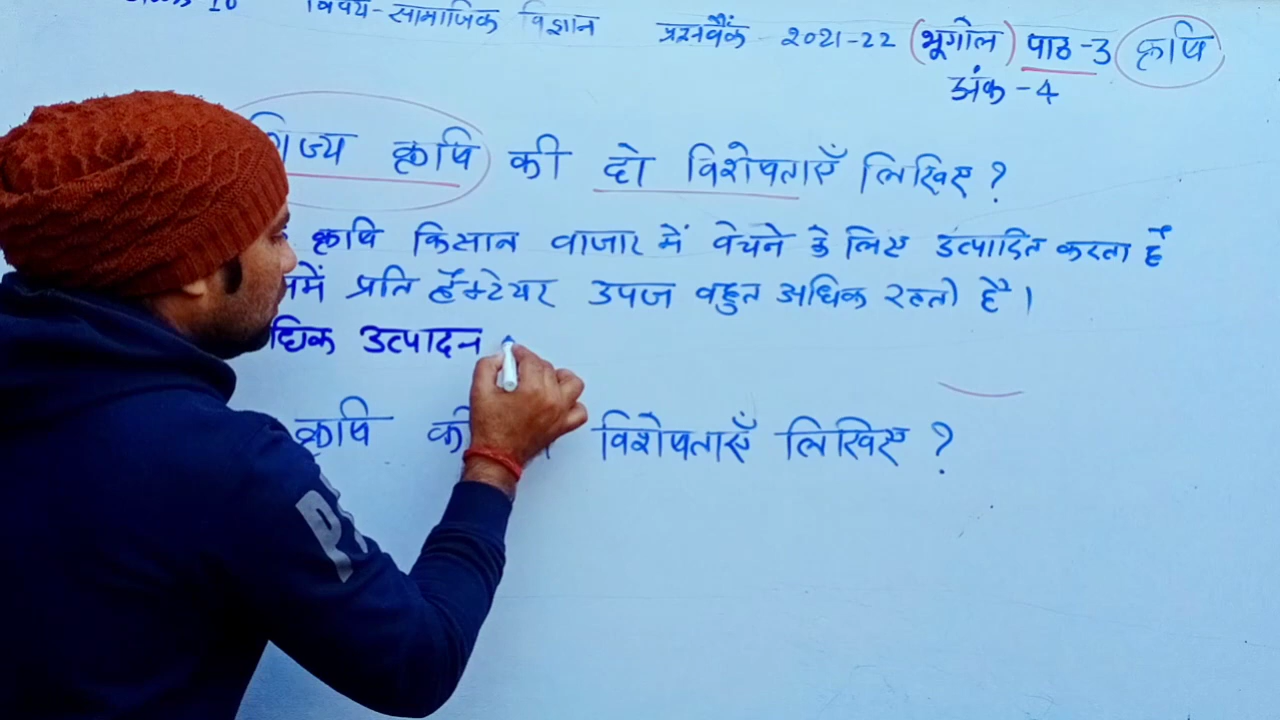 10 विषय-सामाजिक विज्ञान प्रश्नबैंक - २०२१-२२ (भूगोल) पाठ-3 कृषि
अंक-4
कृषि की दो विशेषताएँ लिखिए ?
कृषि किसान बाजार में बेचने के लिए उत्पादित करता है
प्रति हैक्टेयर उपज बहुत अधिक रहती है।
उत्पादन
कृषि की विशेषताएँ लिखिए ?